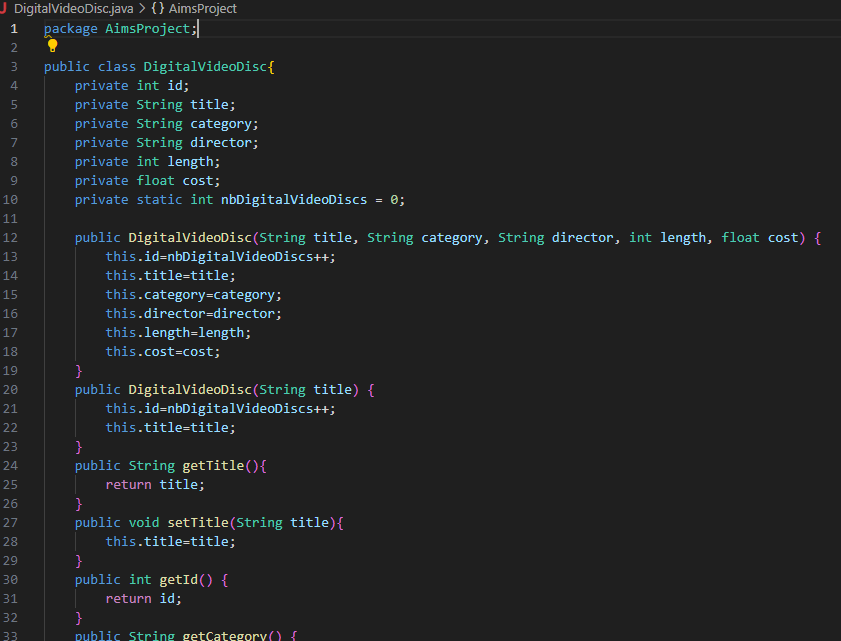 DigitalVideoDisc.java > {} AimsProject
1 package AimsProject;
2
3 public class DigitalVideoDisc{
4 private int id;
5 private String title;
6 private String category;
7 private String director;
8 private int length;
9 private float cost;
10 private static int nbDigitalVideoDiscs = 0;
11
12 public DigitalVideoDisc(String title, String category, String director, int length, float cost) {
13 this.id=nbDigitalVideoDiscs++;
14 this.title=title;
15 this.category=category;
16 this.director=director;
17 this.length=length;
18 this.cost=cost;
19 }
20 public DigitalVideoDisc(String title) {
21 this.id=nbDigitalVideoDiscs++;
22 this.title=title;
23 }
24 public String getTitle(){
25 return title;
26 }
27 public void setTitle(String title){
28 this.title=title;
29 }
30 public int getId() {
31 return id;
32 }
33 public String getCategory() {